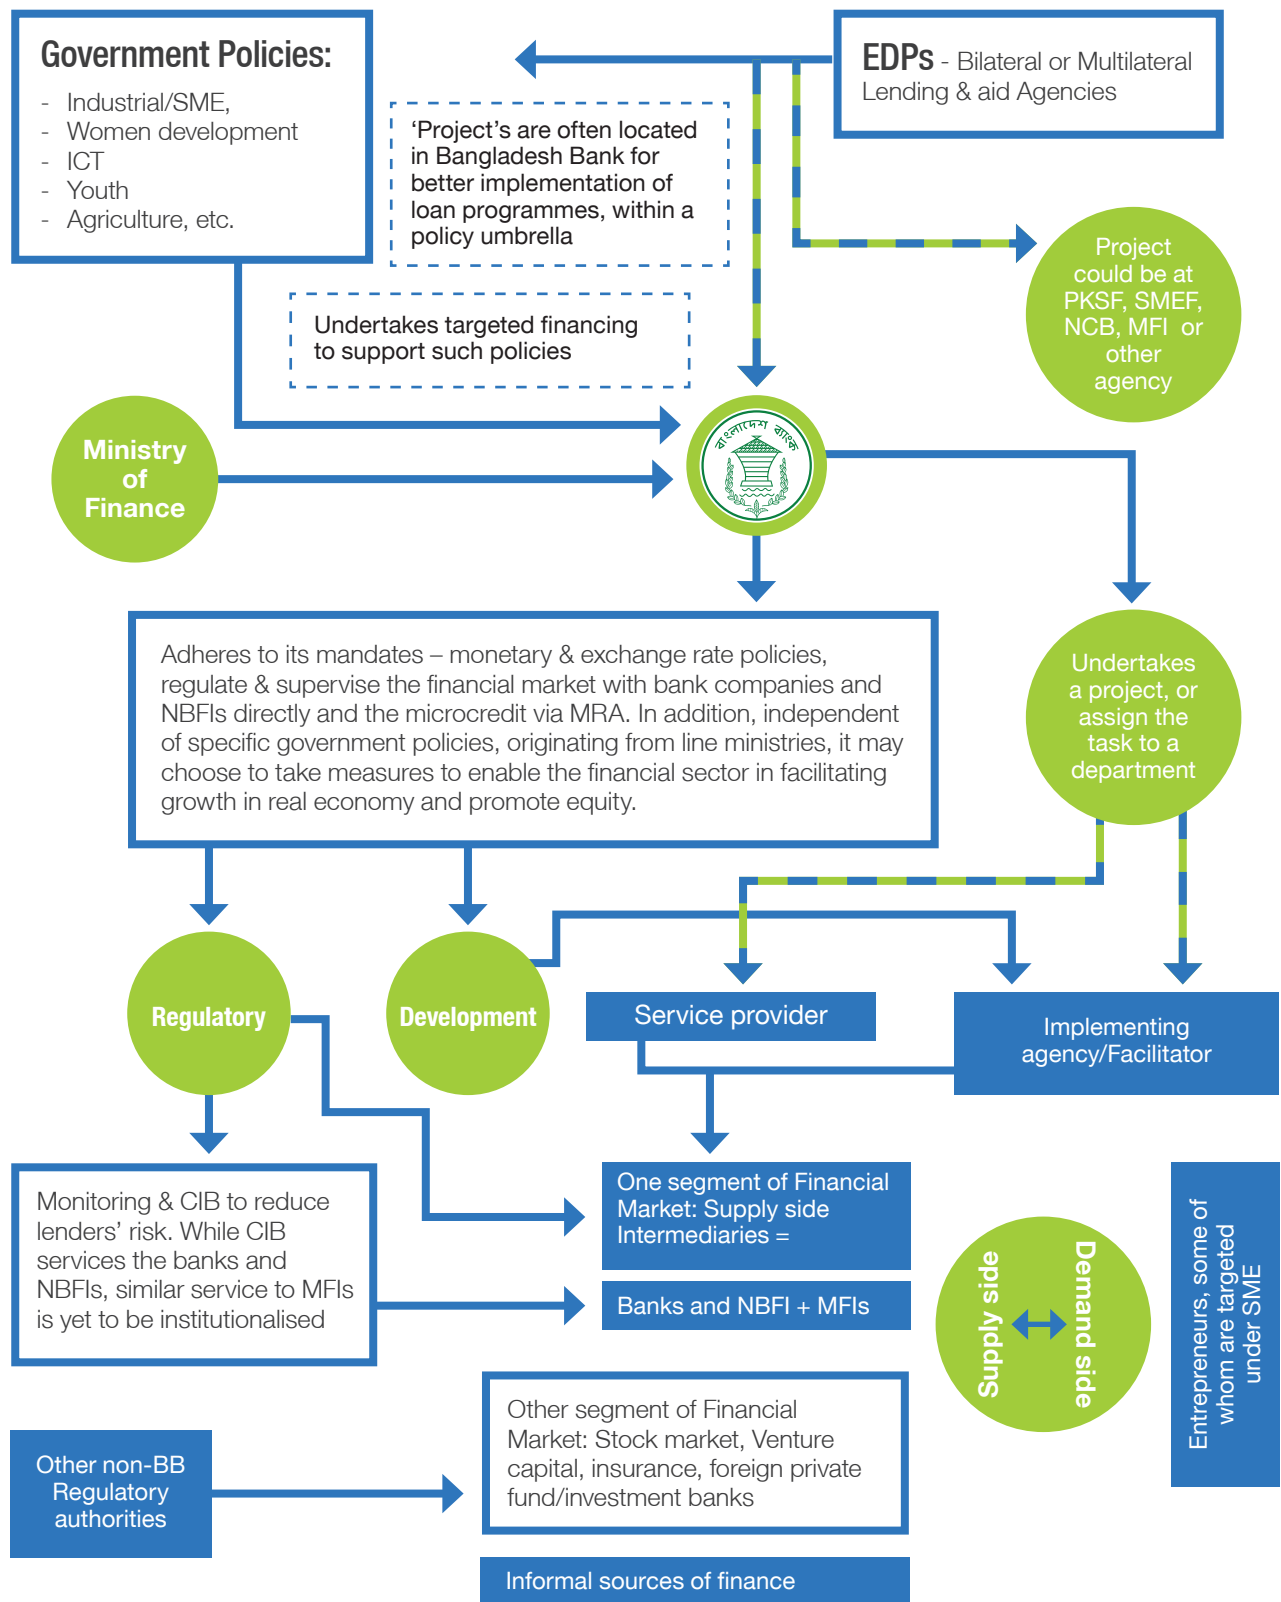 Government Policies:
- Industrial/SME,
- Women development
- ICT
- Youth
- Agriculture, etc.
EDPs - Bilateral or Multilateral
Lending & aid Agencies
‘Project’s are often located
in Bangladesh Bank for
better implementation of
loan programmes, within a
policy umbrella
Project
could be at
PKSF, SMEF,
NCB, MFI or
other
agency
Undertakes targeted financing
to support such policies
Ministry
of
Finance
বাংলাদেশ ব্যাংক
Adheres to its mandates – monetary & exchange rate policies,
regulate & supervise the financial market with bank companies and
NBFIs directly and the microcredit via MRA. In addition, independent
of specific government policies, originating from line ministries, it may
choose to take measures to enable the financial sector in facilitating
growth in real economy and promote equity.
Undertakes
a project, or
assign the
task to a
department
Regulatory
Development
Service provider
Implementing
agency/Facilitator
Monitoring & CIB to reduce
lenders’ risk. While CIB
services the banks and
NBFIs, similar service to MFIs
is yet to be institutionalised
One segment of Financial
Market: Supply side
Intermediaries =
Banks and NBFI + MFIs
Supply side
Demand side
Entrepreneurs, some of
whom are targeted
under SME
Other non-BB
Regulatory
authorities
Other segment of Financial
Market: Stock market, Venture
capital, insurance, foreign private
fund/investment banks
Informal sources of finance